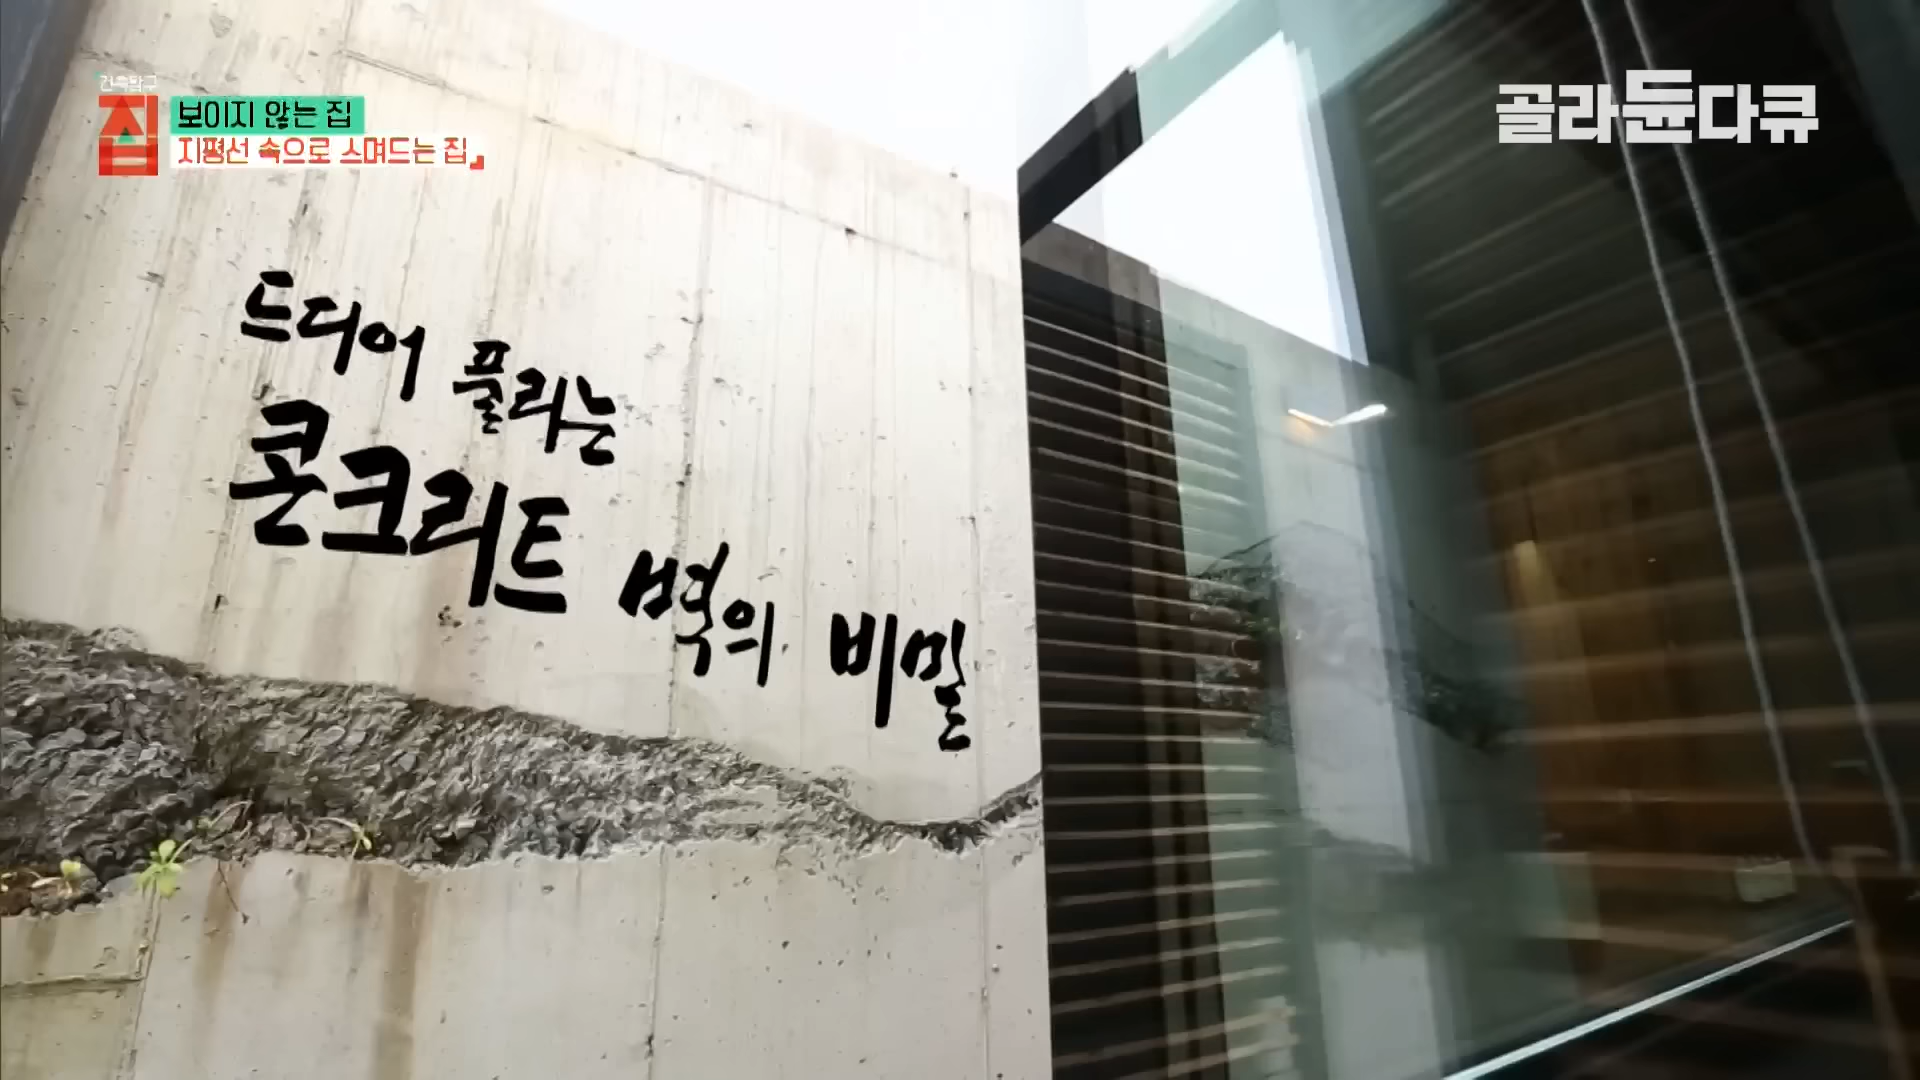 건축탐구
집
보이지 않는 집
지평선 속으로 스며드는 집
골라듄다큐
드디어 풀리는
콘크리트 벽의 비밀